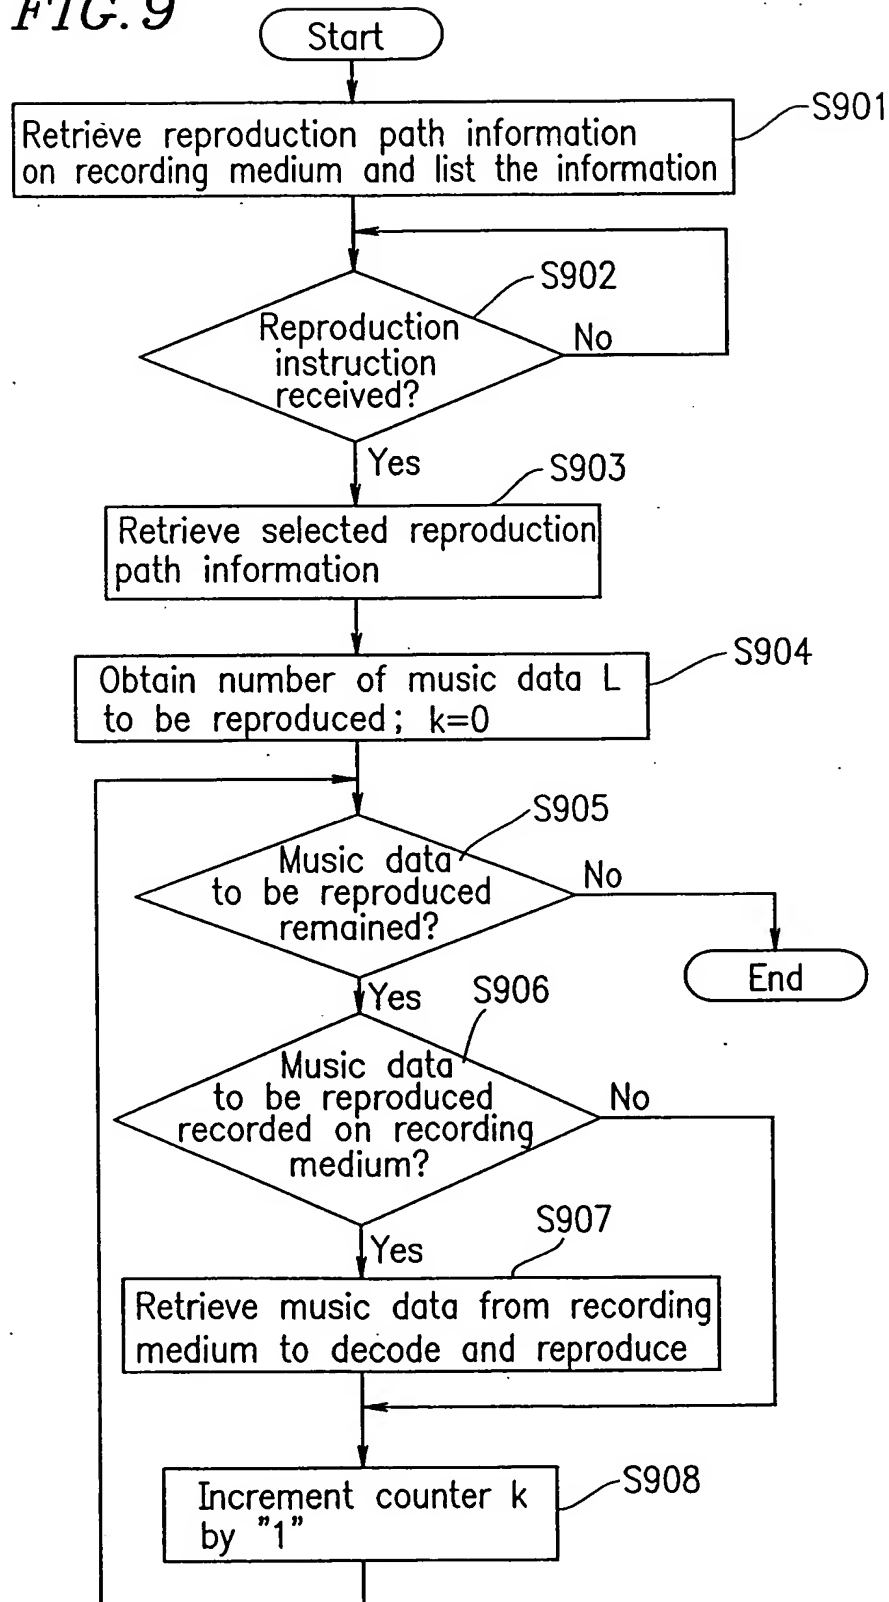 FIG. 9
Start
S901
Retrieve reproduction path information
on recording medium and list the information
S902
Reproduction
instruction
received?
No
Yes
S903
Retrieve selected reproduction
path information
S904
Obtain number of music data L
to be reproduced; k=0
S905
Music data
to be reproduced
remained?
No
End
Yes
S906
Music data
to be reproduced
recorded on recording
medium?
No
Yes
S907
Retrieve music data from recording
medium to decode and reproduce
S908
Increment counter k
by "1"